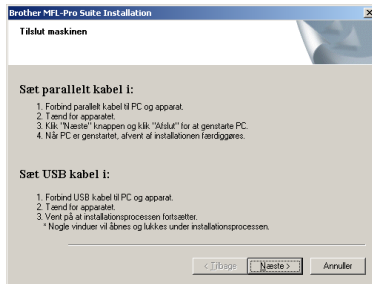 Brother MFL-Pro Suite Installation
Tilslut maskinen
Sæt parallelt kabel i:
1. Forbind parallelt kabel til PC og apparat.
2. Tænd for apparatet.
3. Klik "Næste" knappen og klik "Afslut" for at genstarte PC.
4. Når PC er genstartet, afvent af installationen færdiggøres.
Sæt USB kabel i:
1. Forbind USB kabel til PC og apparat.
2. Tænd for apparatet.
3. Vent på at installationsprocessen fortsætter.
* Nogle vinduer vil åbnes og lukkes under installationsprocessen.
< Tilbage Næste > Annuller